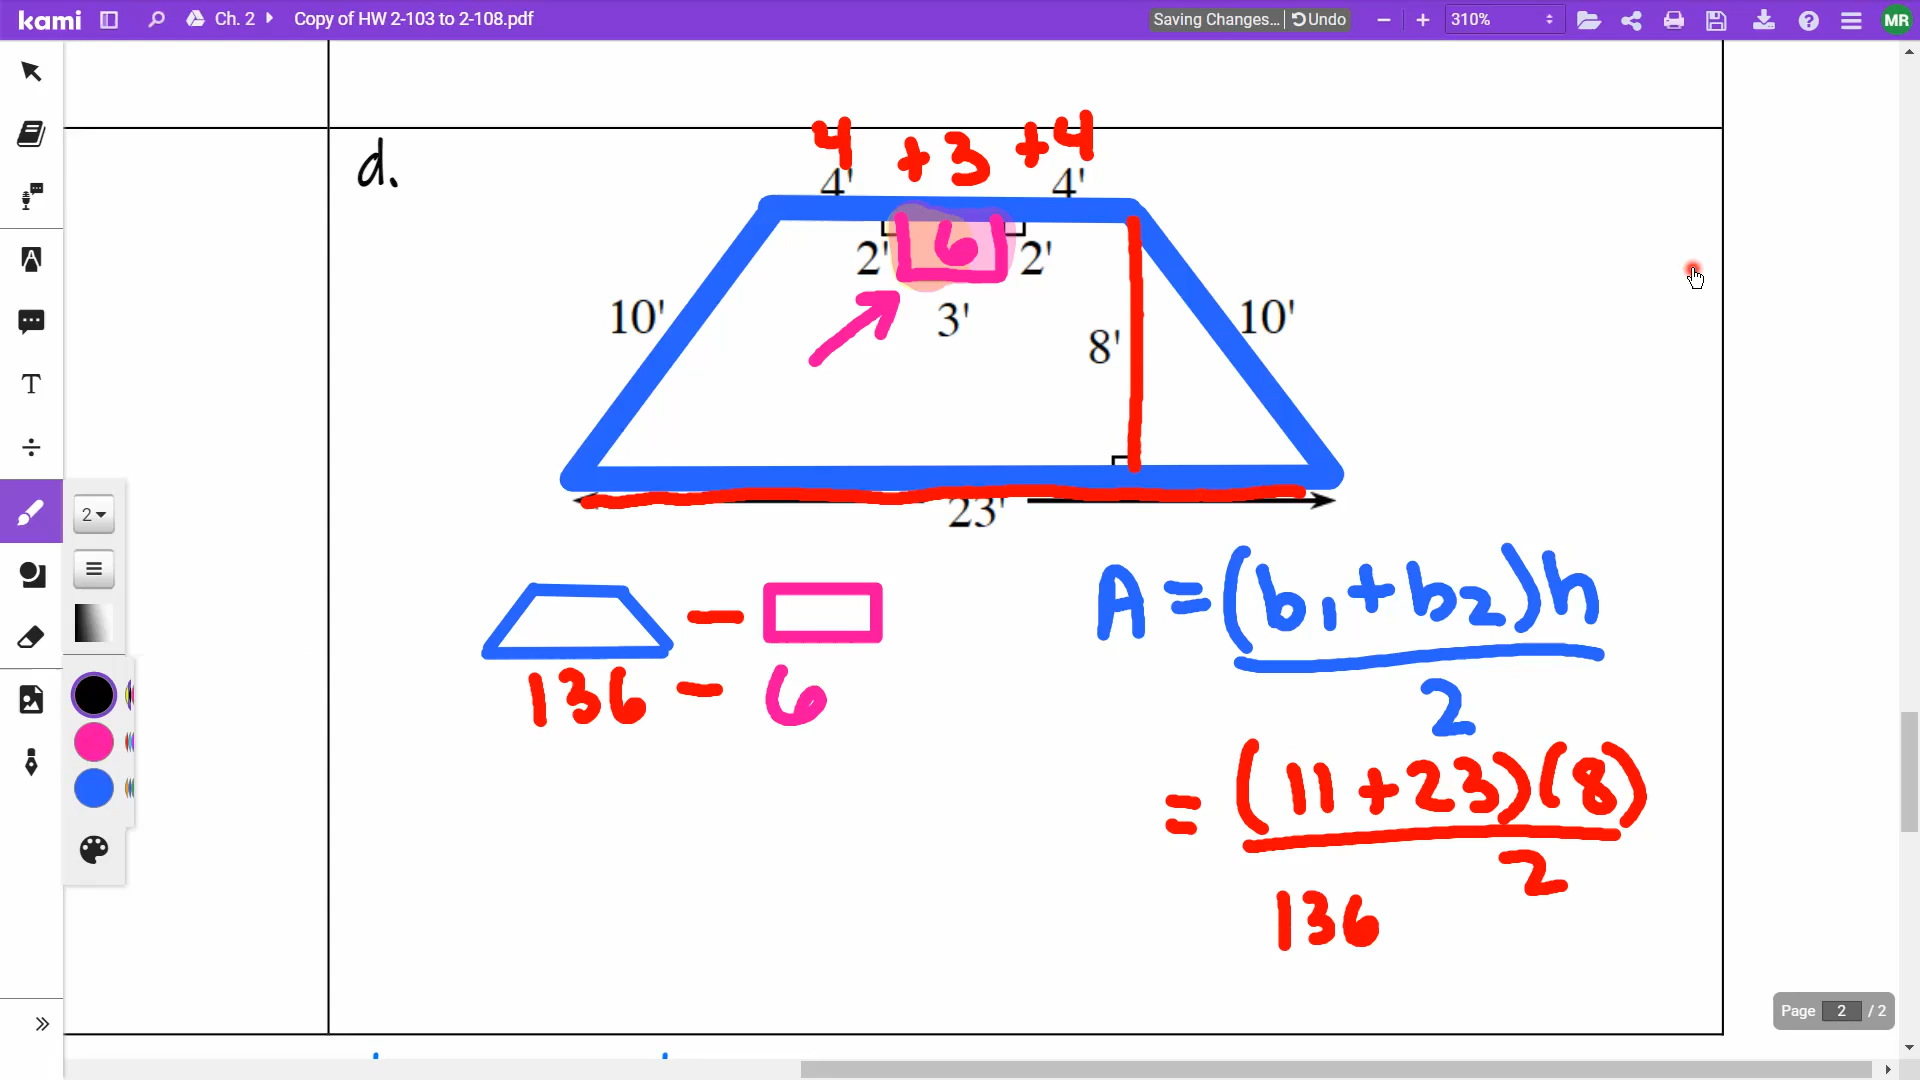 kami Ch. 2 Copy of HW 2-103 to 2-108.pdf Saving Changes... Undo 310% MR
4 + 3 + 4
d.
4' 4'
2' 6 2'
10' 3' 8' 10'
23'
A = (b1 + b2)h
2
136 - 6
= (11 + 23)(8)
2
136
T
2
Page 2 / 2